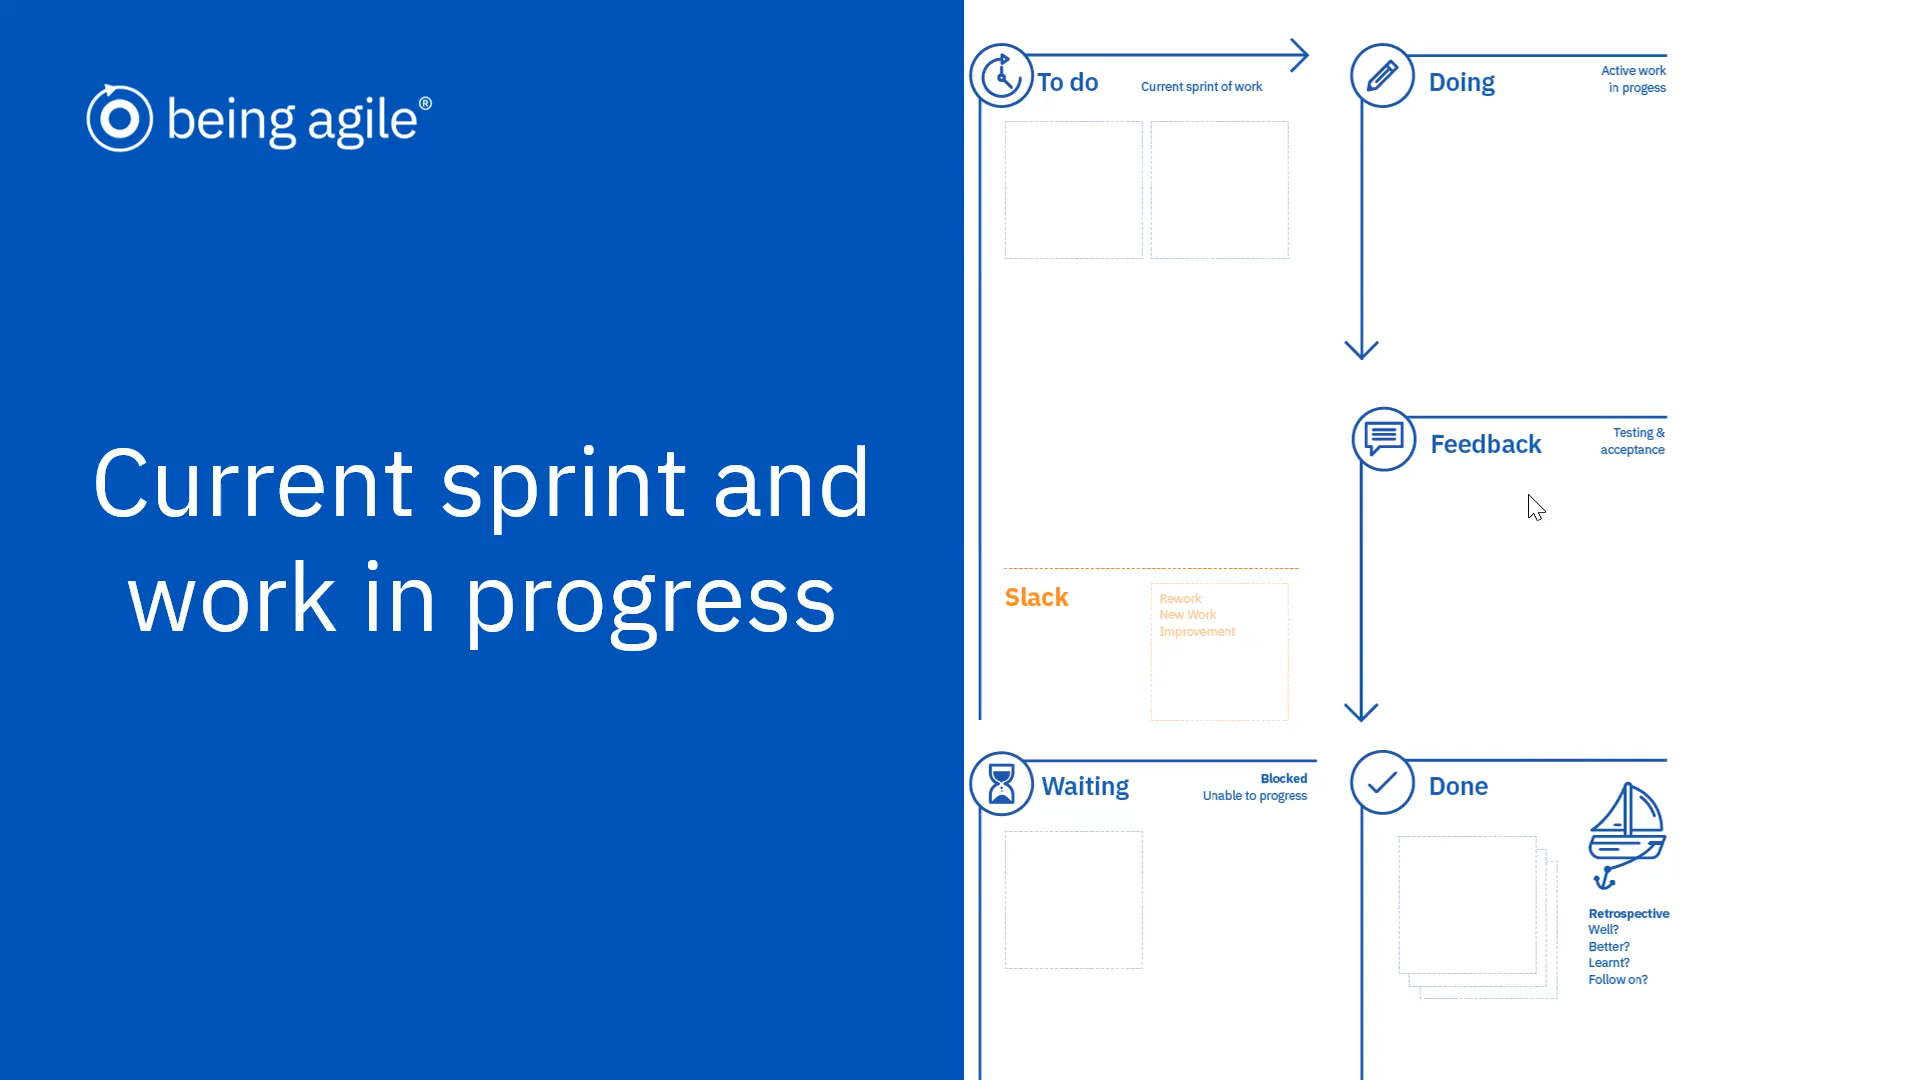 being agile®
Current sprint and
work in progress
To do
Current sprint of work
Slack
Rework
New Work
Improvement
Waiting
Blocked
Unable to progress
Doing
Active work
in progess
Feedback
Testing &
acceptance
Done
Retrospective
Well?
Better?
Learnt?
Follow on?